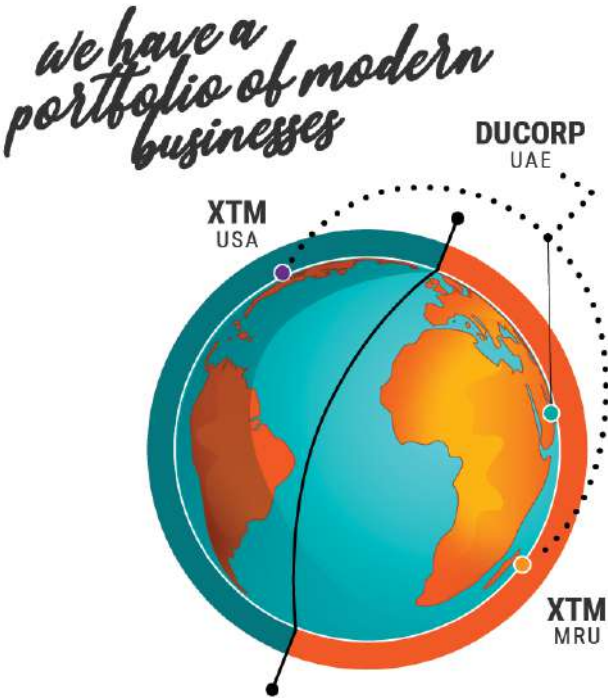 we have a
portfolio of modern
businesses
DUCORP
UAE
XTM
USA
XTM
MRU